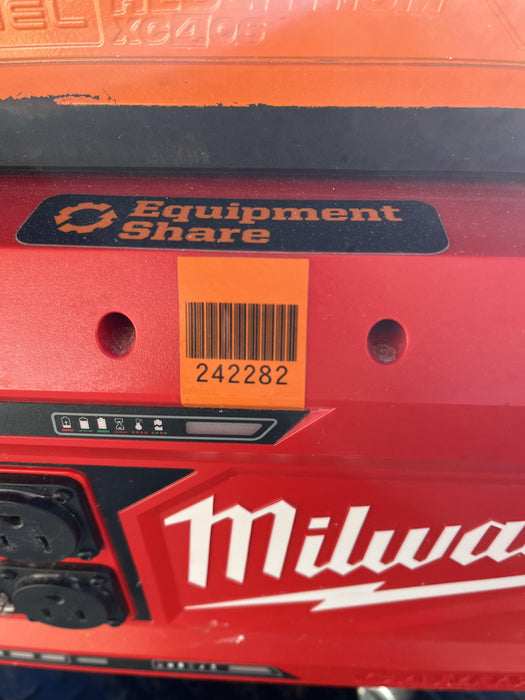 XC406
Equipment
Share
242282
Milwa